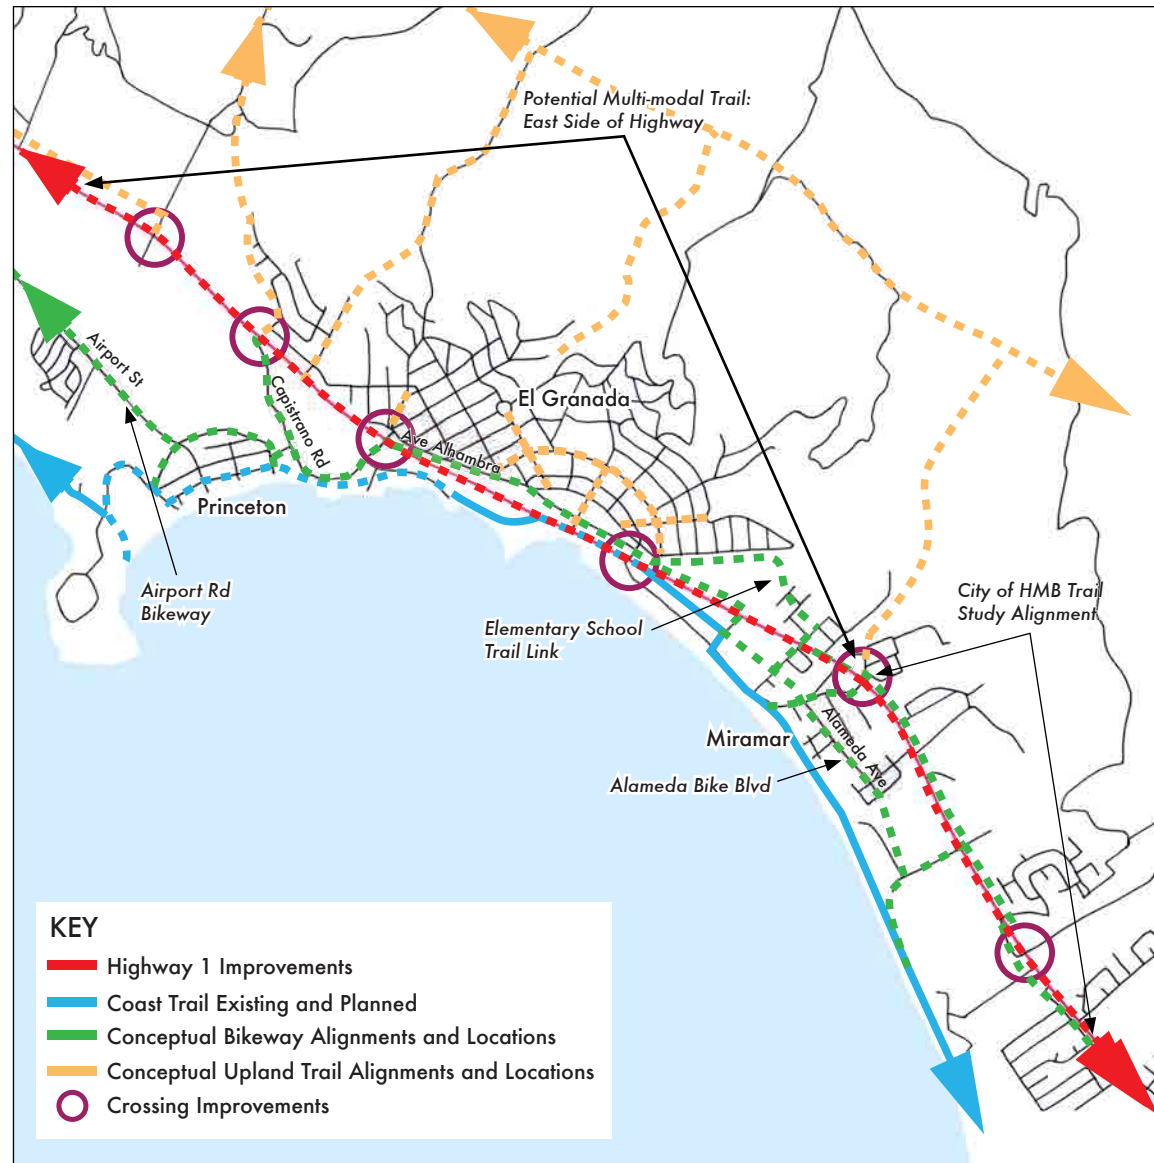 Potential Multi-modal Trail:
East Side of Highway
Airport St
Capistrano Rd
El Granada
Ave Alhambra
Princeton
Airport Rd
Bikeway
City of HMB Trail
Study Alignment
Elementary School
Trail Link
Miramar
Alameda Ave
Alameda Bike Blvd
KEY
Highway 1 Improvements
Coast Trail Existing and Planned
Conceptual Bikeway Alignments and Locations
Conceptual Upland Trail Alignments and Locations
Crossing Improvements